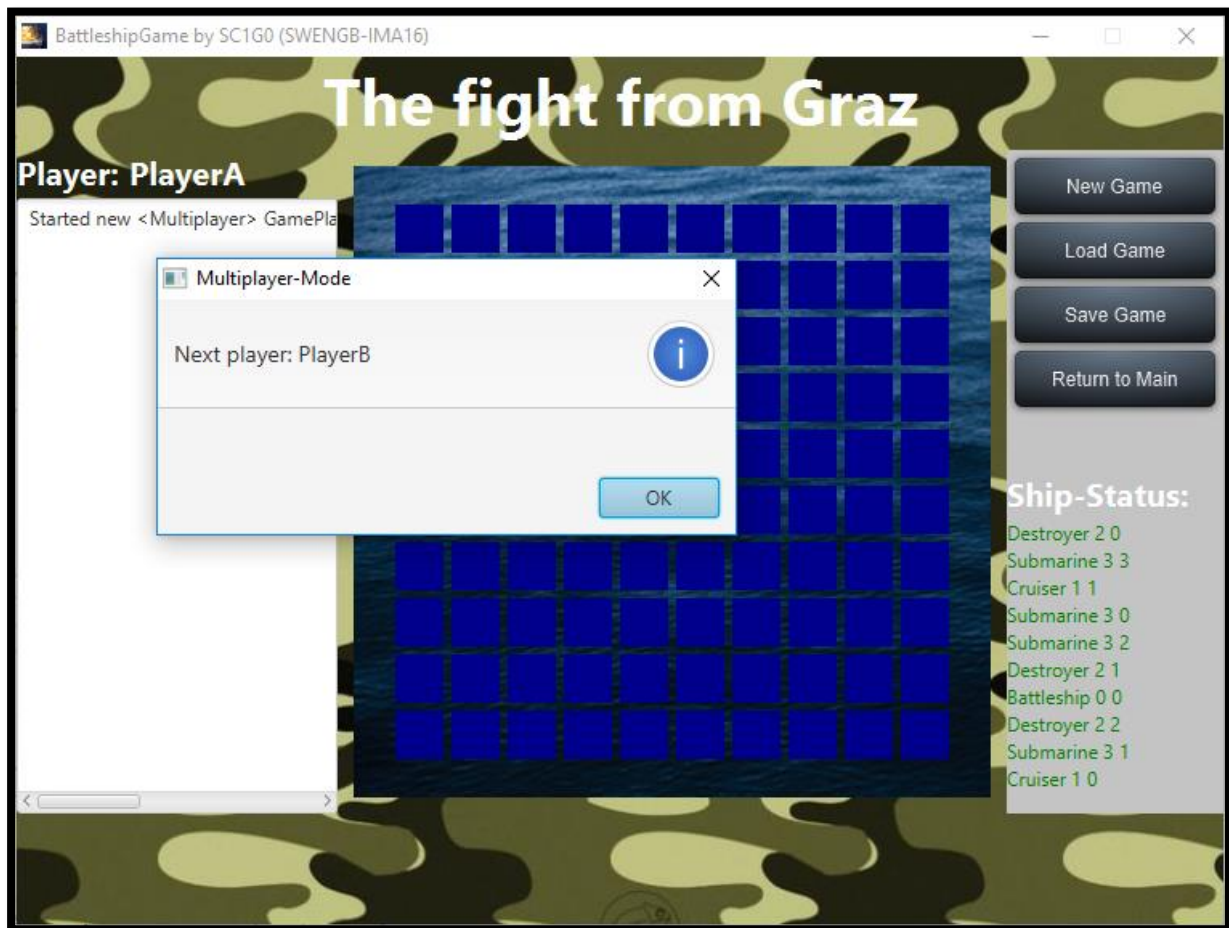 BattleshipGame by SC1G0 (SWENGB-IMA16)
The fight from Graz
Player: PlayerA
Started new <Multiplayer> GamePla
Multiplayer-Mode
Next player: PlayerB
OK
New Game
Load Game
Save Game
Return to Main
Ship-Status:
Destroyer 2 0
Submarine 3 3
Cruiser 1 1
Submarine 3 0
Submarine 3 2
Destroyer 2 1
Battleship 0 0
Destroyer 2 2
Submarine 3 1
Cruiser 1 0